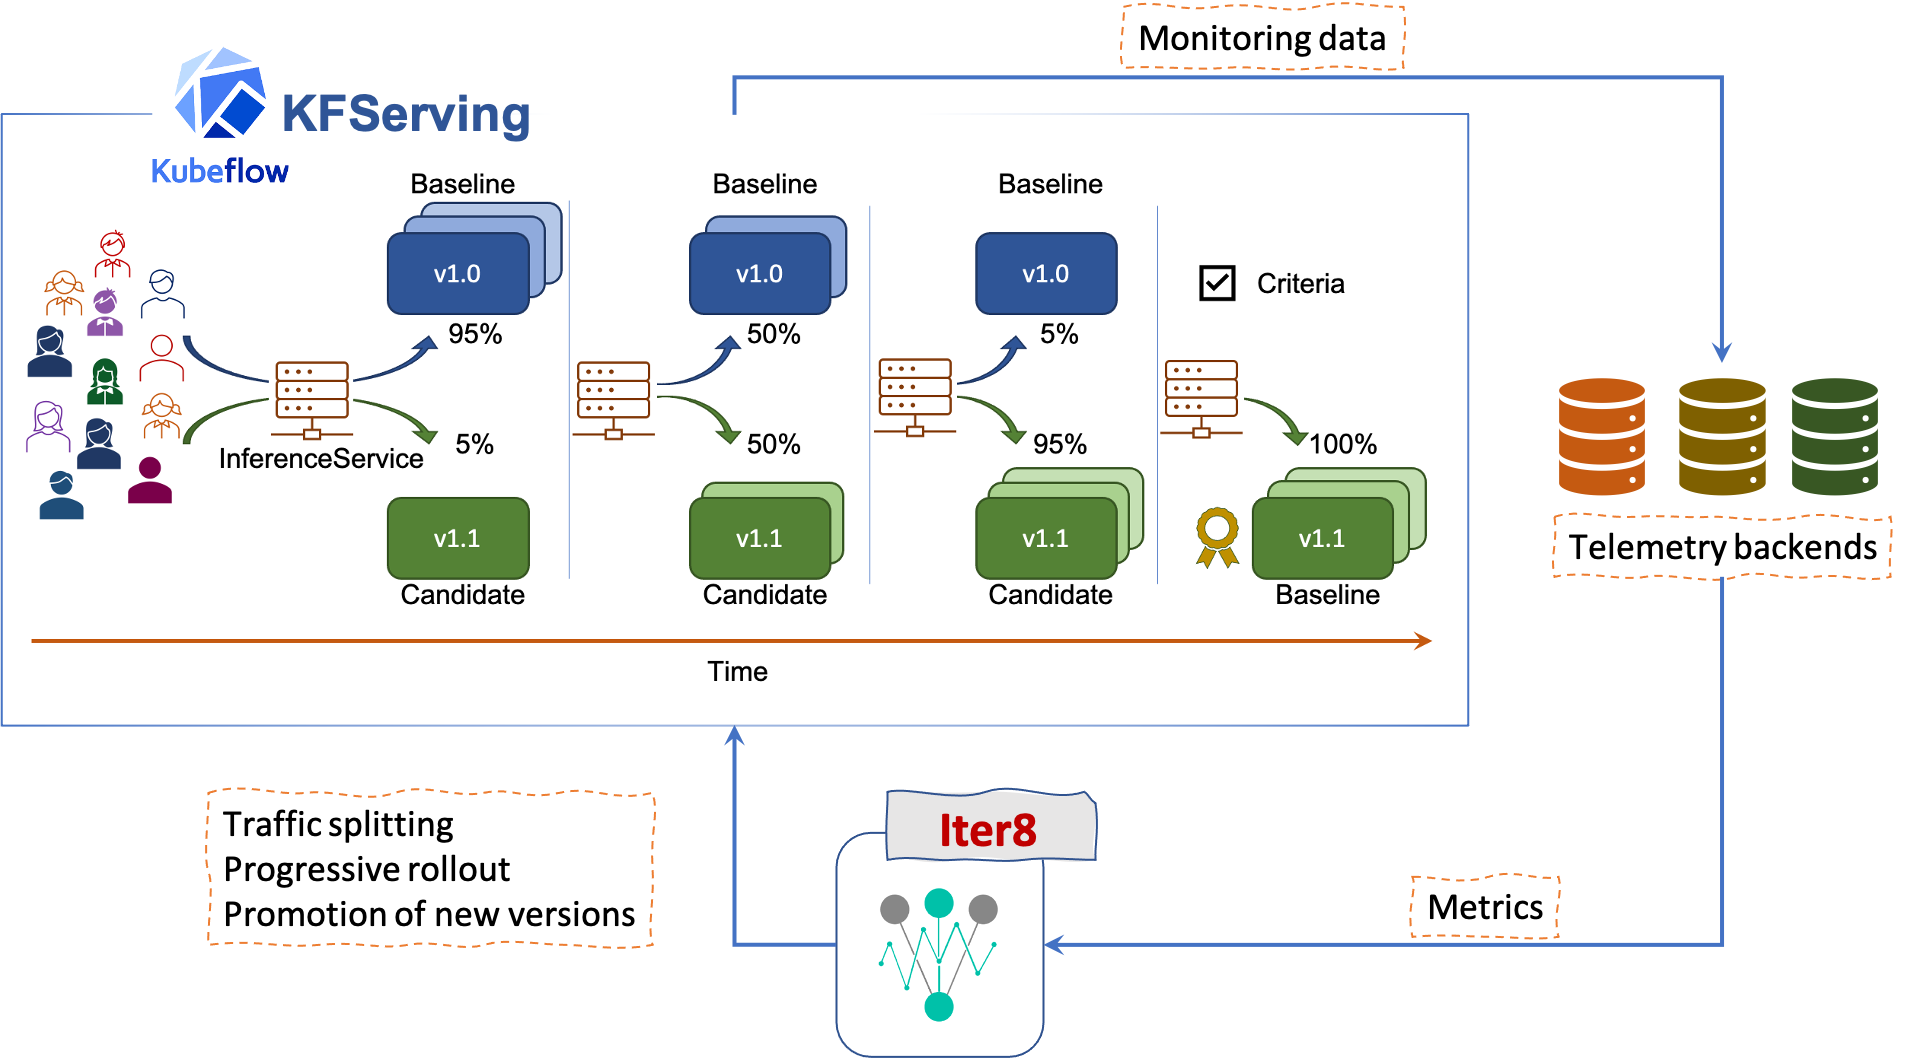 Monitoring data
KFServing
Kubeflow
Baseline
Baseline
Baseline
v1.0
v1.0
v1.0
Criteria
95%
50%
5%
InferenceService
5%
50%
95%
100%
v1.1
v1.1
v1.1
v1.1
Candidate
Candidate
Candidate
Baseline
Time
Telemetry backends
Traffic splitting
Progressive rollout
Promotion of new versions
Iter8
Metrics